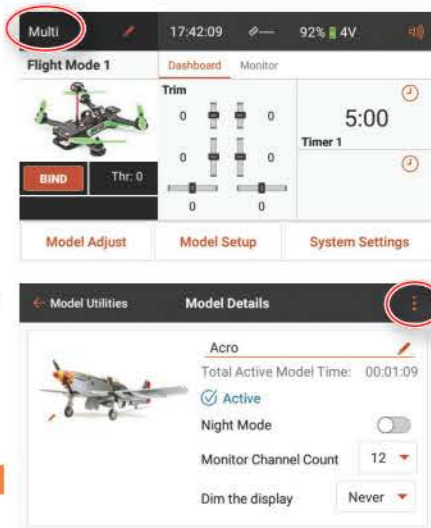 Multi 17:42:09 92% 4V
Flight Mode 1 Dashboard Monitor
Trim
0 0
5:00
Timer 1
0 0
BIND Thr: 0
0 0
Model Adjust Model Setup System Settings
Model Utilities Model Details
Acro
Total Active Model Time: 00:01:09
Active
Night Mode
Monitor Channel Count 12
Dim the display Never